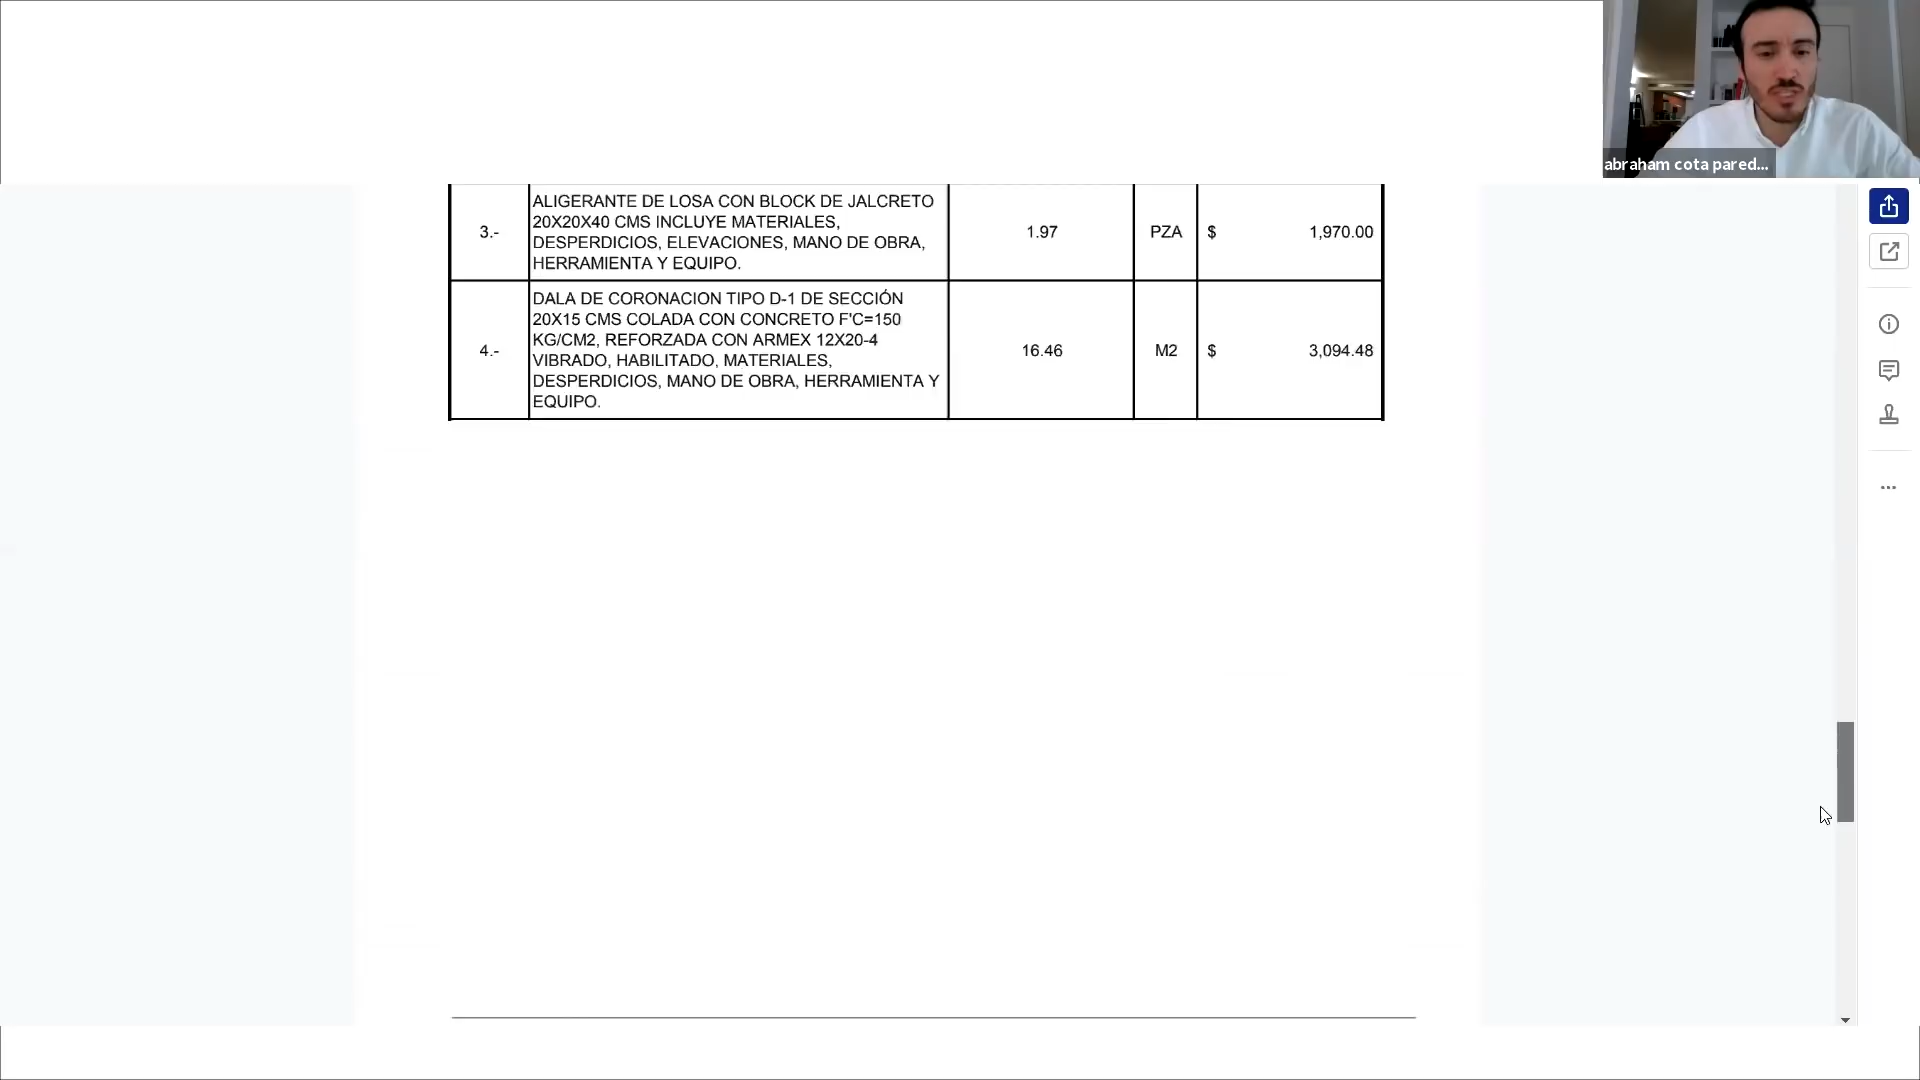 abraham cota pared...
3.-
ALIGERANTE DE LOSA CON BLOCK DE JALCRETO
20X20X40 CMS INCLUYE MATERIALES,
DESPERDICIOS, ELEVACIONES, MANO DE OBRA,
HERRAMIENTA Y EQUIPO.
1.97
PZA
$ 1,970.00
4.-
DALA DE CORONACION TIPO D-1 DE SECCIÓN
20X15 CMS COLADA CON CONCRETO F'C=150
KG/CM2, REFORZADA CON ARMEX 12X20-4
VIBRADO, HABILITADO, MATERIALES,
DESPERDICIOS, MANO DE OBRA, HERRAMIENTA Y
EQUIPO.
16.46
M2
$ 3,094.48